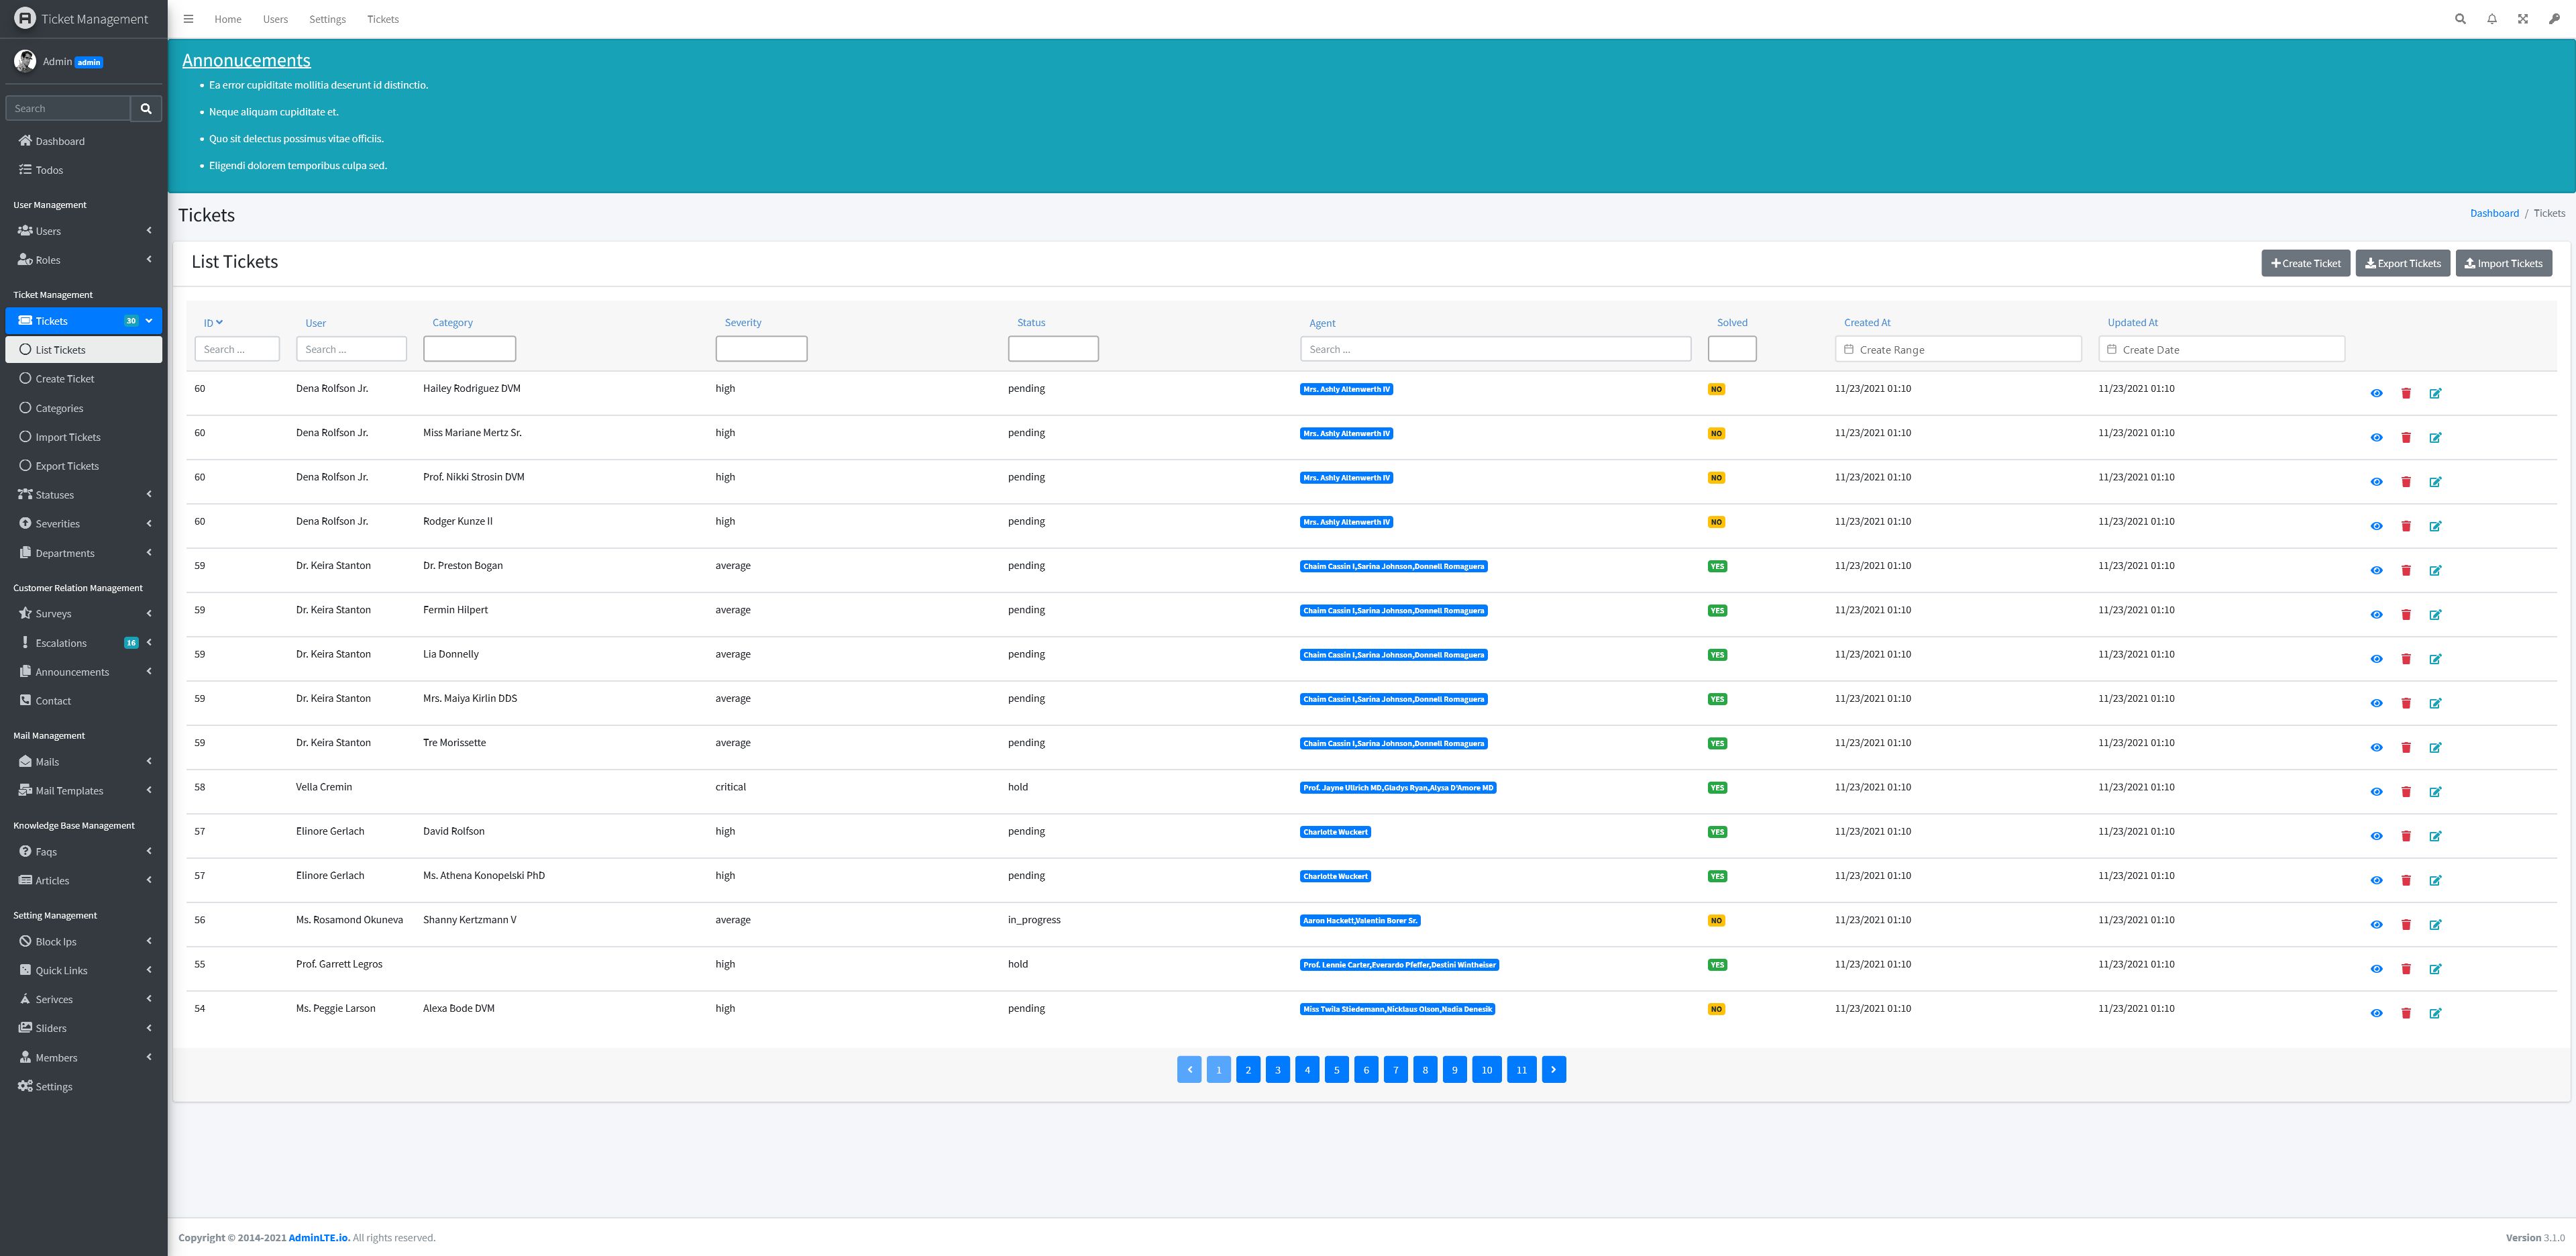 Ticket Management
Home Users Settings Tickets
Admin admin
Search
Dashboard
Todos
User Management
Users
Roles
Ticket Management
Tickets 30
List Tickets
Create Ticket
Categories
Import Tickets
Export Tickets
Statuses
Severities
Departments
Customer Relation Management
Surveys
Escalations 16
Announcements
Contact
Mail Management
Mails
Mail Templates
Knowledge Base Management
Faqs
Articles
Setting Management
Block Ips
Quick Links
Serivces
Sliders
Members
Settings
Annonucements
Ea error cupiditate mollitia deserunt id distinctio.
Neque aliquam cupiditate et.
Quo sit delectus possimus vitae officiis.
Eligendi dolorem temporibus culpa sed.
Tickets Dashboard / Tickets
List Tickets Create Ticket Export Tickets Import Tickets
ID User Category Severity Status Agent Solved Created At Updated At
Search ... Search ... Search ... Create Range Create Date
60 Dena Rolfson Jr. Hailey Rodriguez DVM high pending Mrs. Ashly Altenwerth IV NO 11/23/2021 01:10 11/23/2021 01:10
60 Dena Rolfson Jr. Miss Mariane Mertz Sr. high pending Mrs. Ashly Altenwerth IV NO 11/23/2021 01:10 11/23/2021 01:10
60 Dena Rolfson Jr. Prof. Nikki Strosin DVM high pending Mrs. Ashly Altenwerth IV NO 11/23/2021 01:10 11/23/2021 01:10
60 Dena Rolfson Jr. Rodger Kunze II high pending Mrs. Ashly Altenwerth IV NO 11/23/2021 01:10 11/23/2021 01:10
59 Dr. Keira Stanton Dr. Preston Bogan average pending Chaim Cassin I,Sarina Johnson,Donnell Romaguera YES 11/23/2021 01:10 11/23/2021 01:10
59 Dr. Keira Stanton Fermin Hilpert average pending Chaim Cassin I,Sarina Johnson,Donnell Romaguera YES 11/23/2021 01:10 11/23/2021 01:10
59 Dr. Keira Stanton Lia Donnelly average pending Chaim Cassin I,Sarina Johnson,Donnell Romaguera YES 11/23/2021 01:10 11/23/2021 01:10
59 Dr. Keira Stanton Mrs. Maiya Kirlin DDS average pending Chaim Cassin I,Sarina Johnson,Donnell Romaguera YES 11/23/2021 01:10 11/23/2021 01:10
59 Dr. Keira Stanton Tre Morissette average pending Chaim Cassin I,Sarina Johnson,Donnell Romaguera YES 11/23/2021 01:10 11/23/2021 01:10
58 Vella Cremin critical hold Prof. Jayne Ullrich MD,Gladys Ryan,Alysa D'Amore MD YES 11/23/2021 01:10 11/23/2021 01:10
57 Elinore Gerlach David Rolfson high pending Charlotte Wuckert YES 11/23/2021 01:10 11/23/2021 01:10
57 Elinore Gerlach Ms. Athena Konopelski PhD high pending Charlotte Wuckert YES 11/23/2021 01:10 11/23/2021 01:10
56 Ms. Rosamond Okuneva Shanny Kertzmann V average in_progress Aaron Hackett,Valentin Borer Sr. NO 11/23/2021 01:10 11/23/2021 01:10
55 Prof. Garrett Legros high hold Prof. Lennie Carter,Everardo Pfeffer,Destini Wintheiser YES 11/23/2021 01:10 11/23/2021 01:10
54 Ms. Peggie Larson Alexa Bode DVM high pending Miss Twila Stiedemann,Nicklaus Olson,Nadia Denesik NO 11/23/2021 01:10 11/23/2021 01:10
1 2 3 4 5 6 7 8 9 10 11
Copyright © 2014-2021 AdminLTE.io. All rights reserved. Version 3.1.0